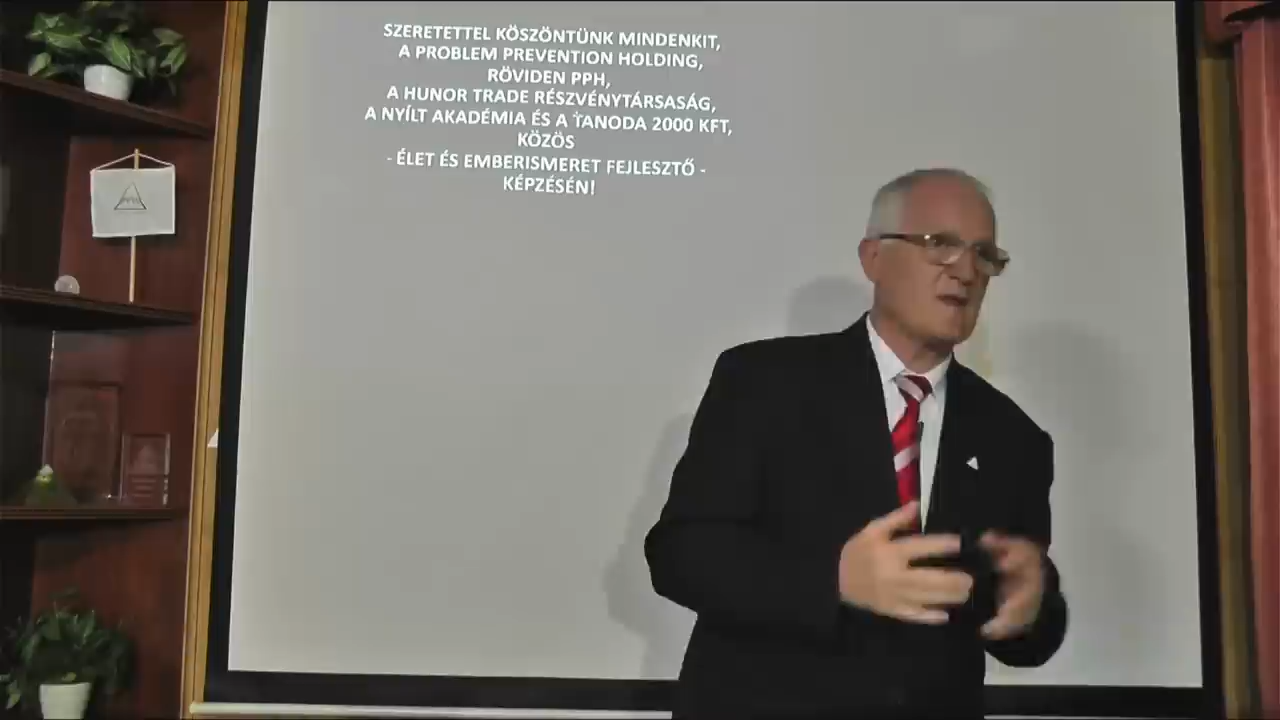 SZERETETTEL KÖSZÖNTÜNK MINDENKIT,
A PROBLEM PREVENTION HOLDING,
RÖVIDEN PPH,
A HUNOR TRADE RÉSZVÉNYTÁRSASÁG,
A NYÍLT AKADÉMIA ÉS A TANODA 2000 KFT,
KÖZÖS
- ÉLET ÉS EMBERISMERET FEJLESZTŐ -
KÉPZÉSÉN!